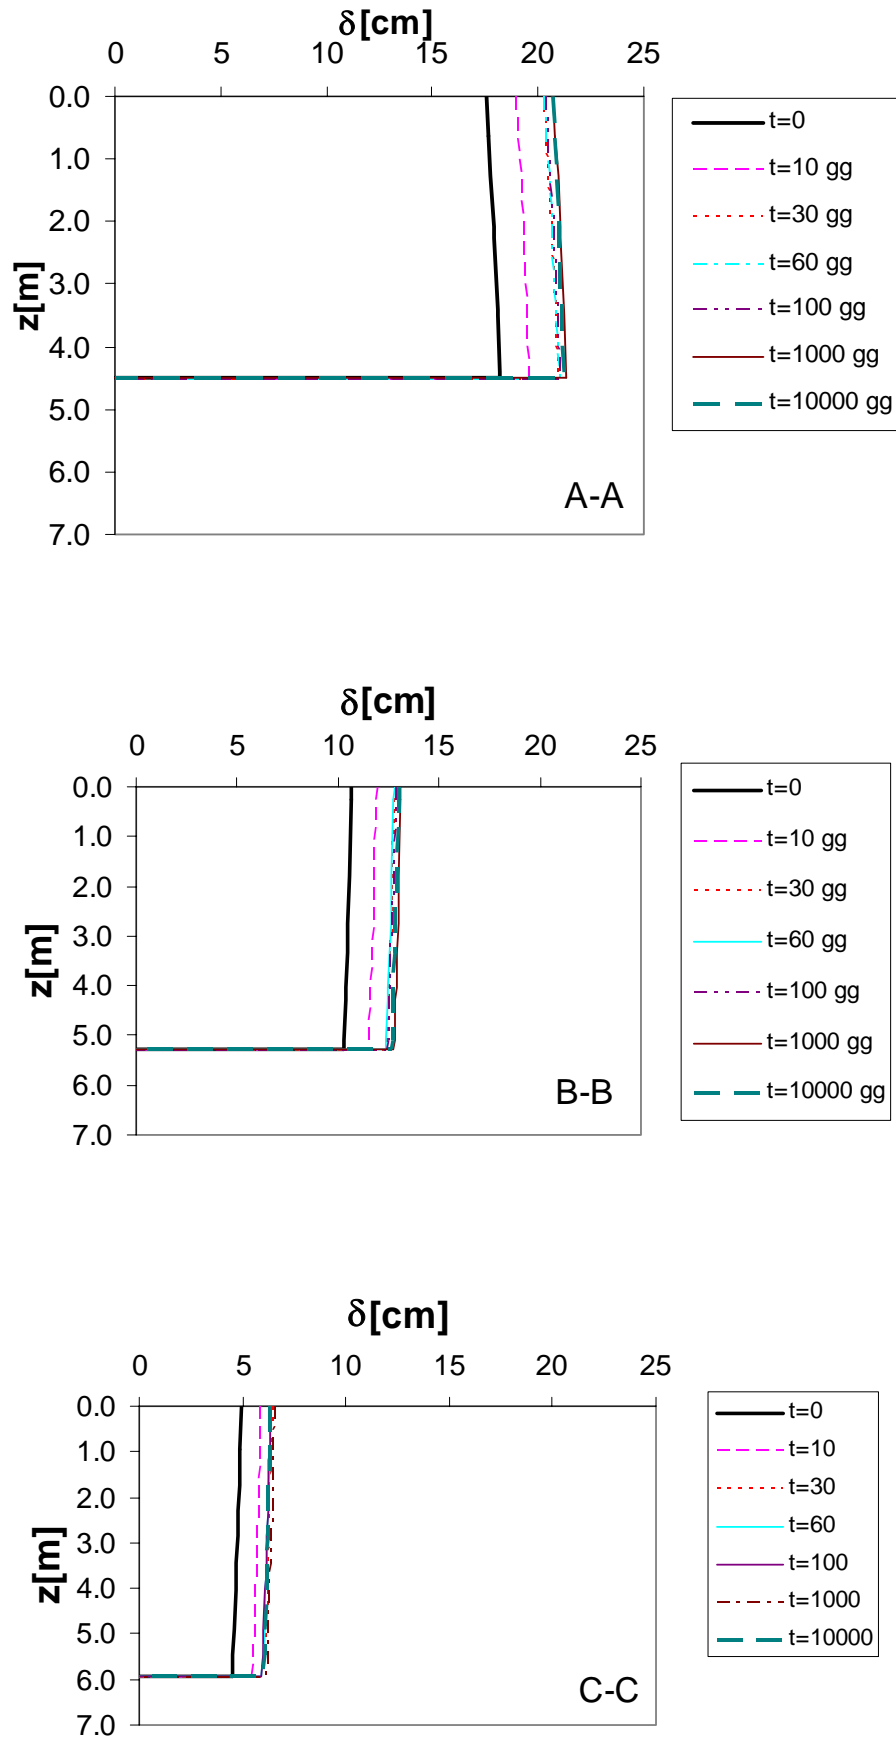 δ[cm]
0 5 10 15 20 25
0.0
1.0
2.0
3.0
4.0
5.0
6.0
7.0
z[m]
A-A
t=0
t=10 gg
t=30 gg
t=60 gg
t=100 gg
t=1000 gg
t=10000 gg
δ[cm]
0 5 10 15 20 25
0.0
1.0
2.0
3.0
4.0
5.0
6.0
7.0
z[m]
B-B
t=0
t=10 gg
t=30 gg
t=60 gg
t=100 gg
t=1000 gg
t=10000 gg
δ[cm]
0 5 10 15 20 25
0.0
1.0
2.0
3.0
4.0
5.0
6.0
7.0
z[m]
C-C
t=0
t=10
t=30
t=60
t=100
t=1000
t=10000